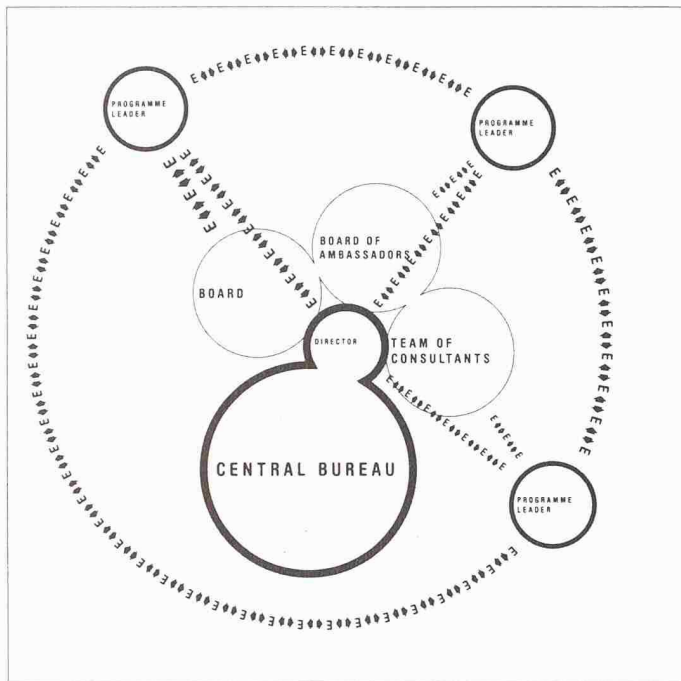 PROGRAMME
LEADER
PROGRAMME
LEADER
BOARD OF
AMBASSADORS
BOARD
DIRECTOR
TEAM OF
CONSULTANTS
CENTRAL BUREAU
PROGRAMME
LEADER